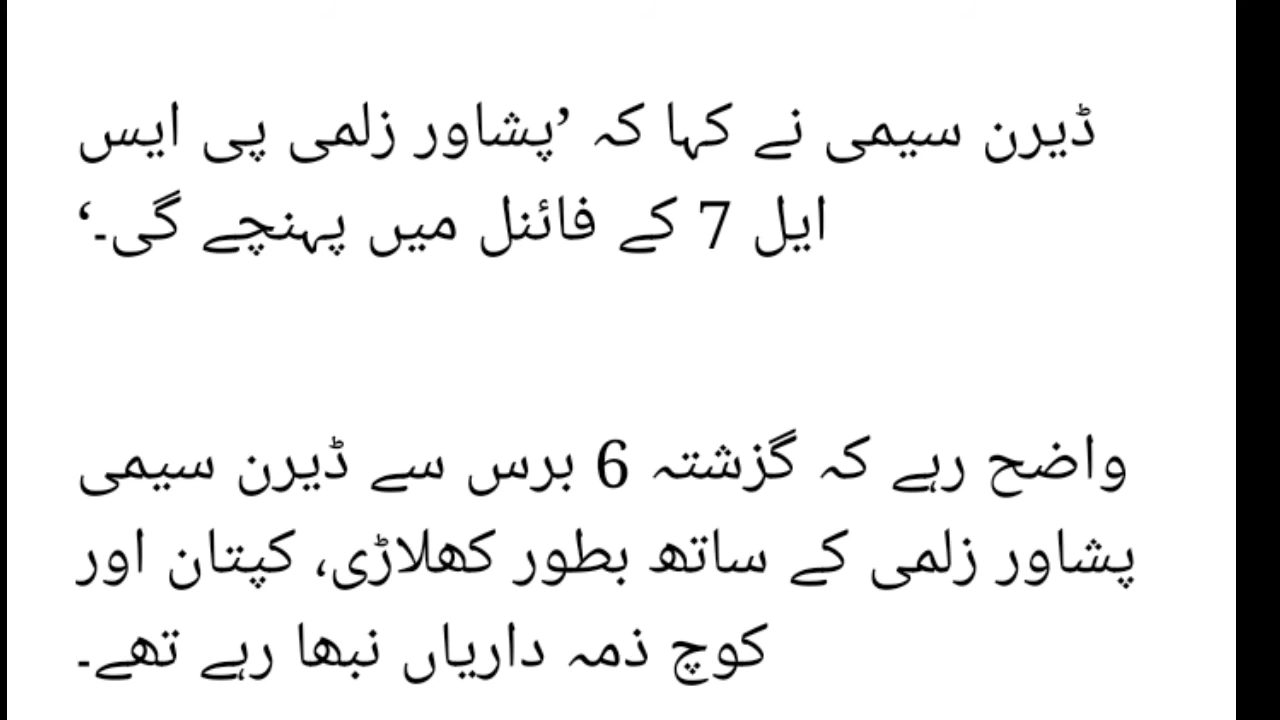 ڈیرن سیمی نے کہا کہ ’پشاور زلمی پی ایس
ایل 7 کے فائنل میں پہنچے گی۔‘
واضح رہے کہ گزشتہ 6 برس سے ڈیرن سیمی
پشاور زلمی کے ساتھ بطور کھلاڑی، کپتان اور
کوچ ذمہ داریاں نبھا رہے تھے۔